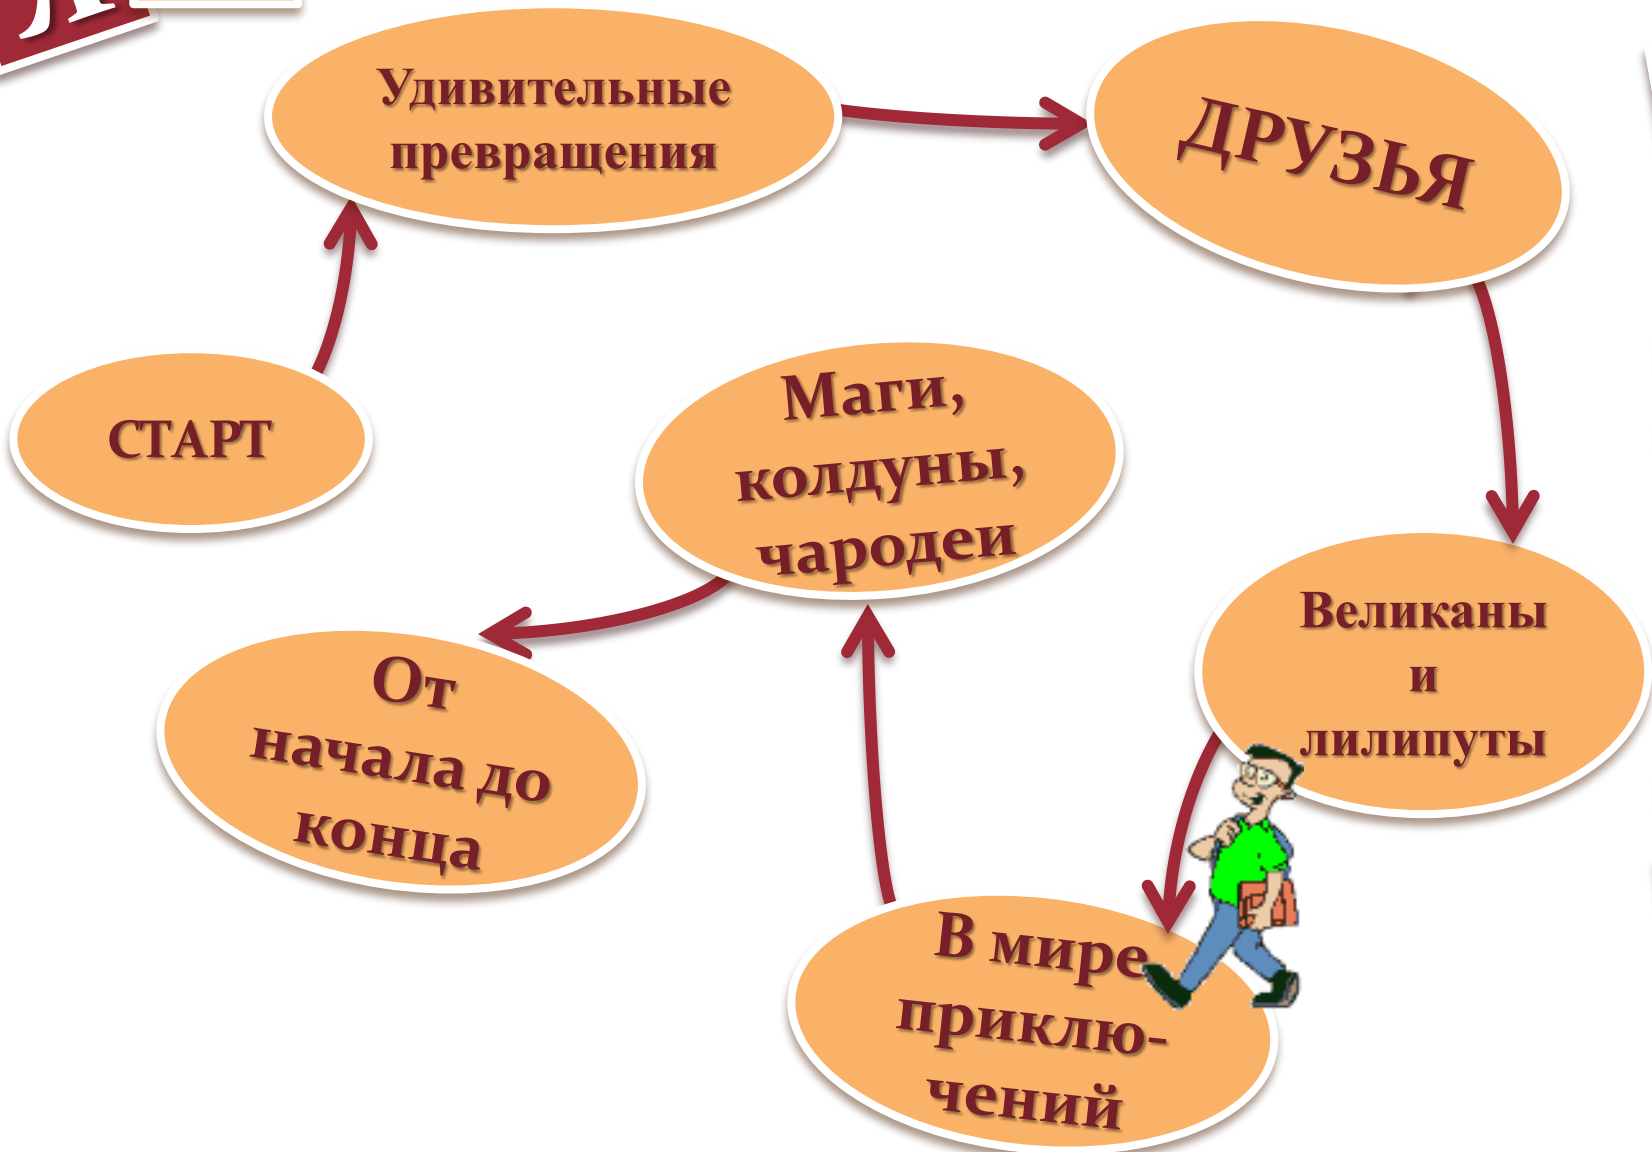 Удивительные
превращения
ДРУЗЬЯ
СТАРТ
Маги,
колдуны,
чародеи
Великаны
и
лилипуты
От
начала до
конца
В мире
приклю-
чений